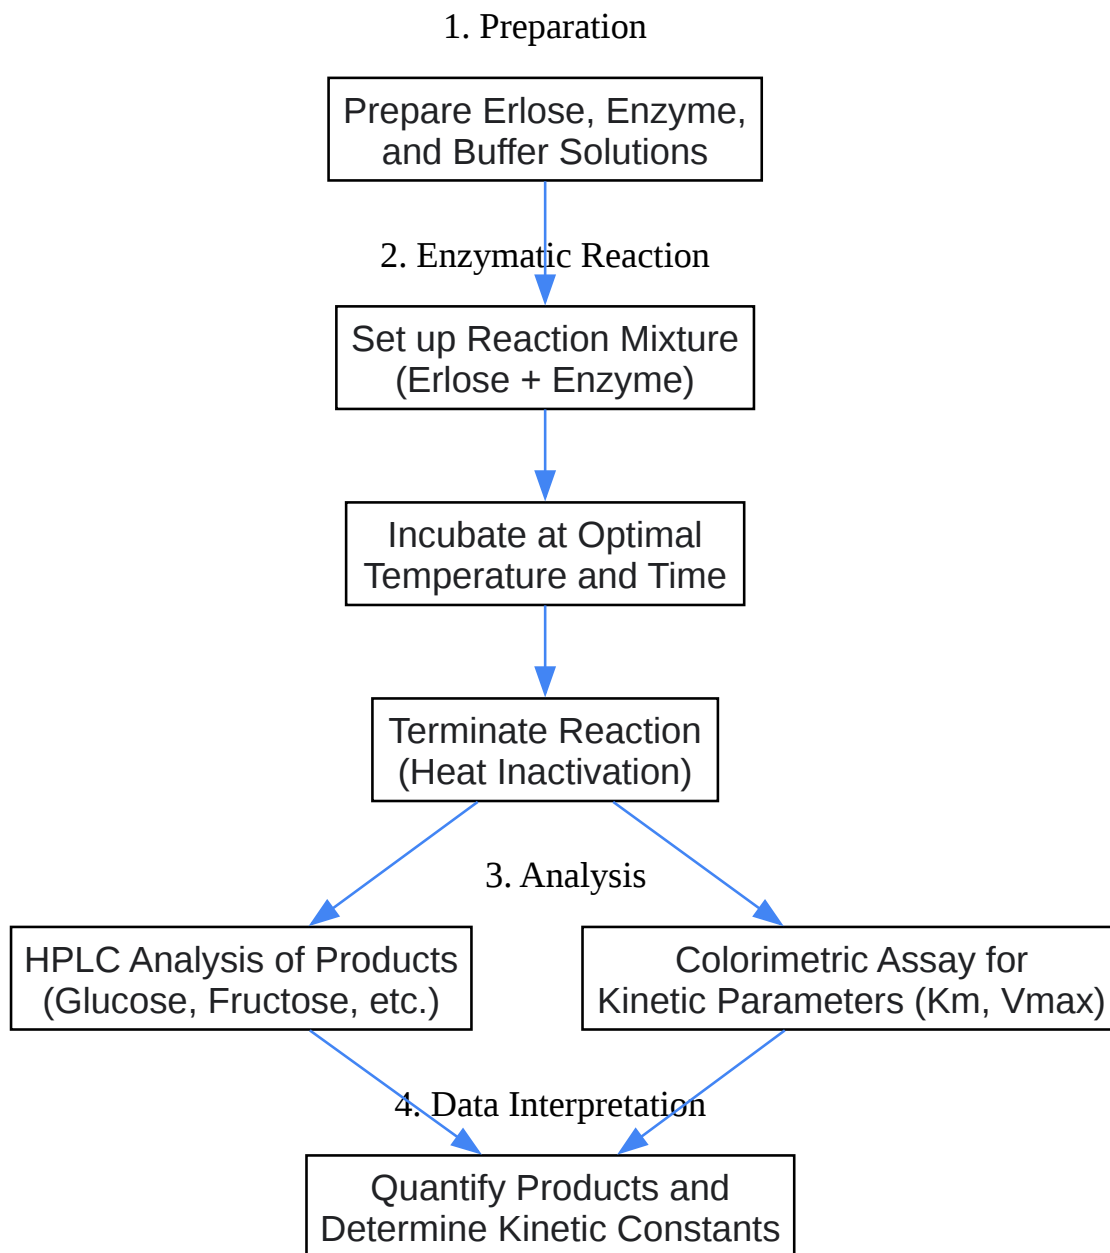 1. Preparation
Prepare Erlose, Enzyme,
and Buffer Solutions
2. Enzymatic Reaction
Set up Reaction Mixture
(Erlose + Enzyme)
Incubate at Optimal
Temperature and Time
Terminate Reaction
(Heat Inactivation)
3. Analysis
HPLC Analysis of Products
(Glucose, Fructose, etc.)
Colorimetric Assay for
Kinetic Parameters (Km, Vmax)
4. Data Interpretation
Quantify Products and
Determine Kinetic Constants